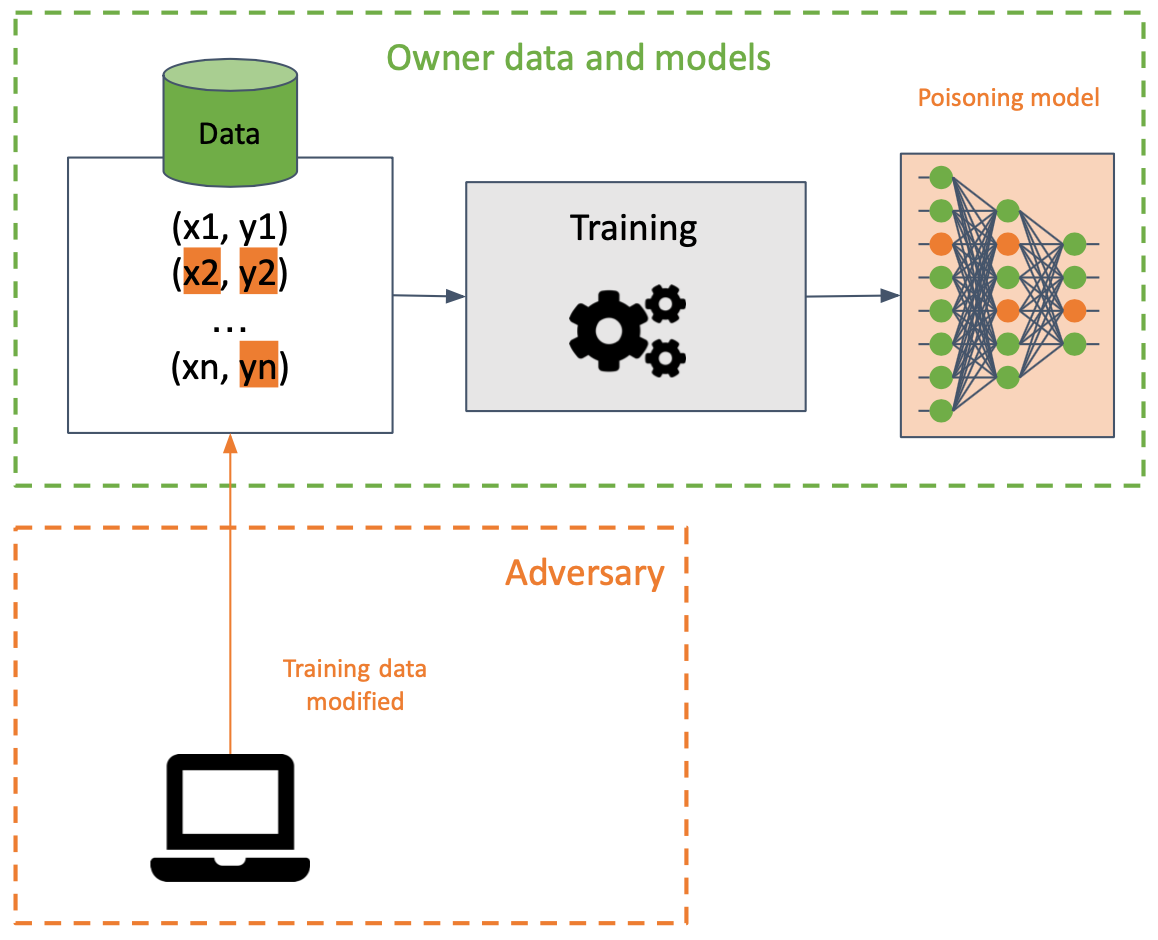 Owner data and models
Data
(x1, y1)
(x2, y2)
...
(xn, yn)
Training
Poisoning model
Adversary
Training data
modified